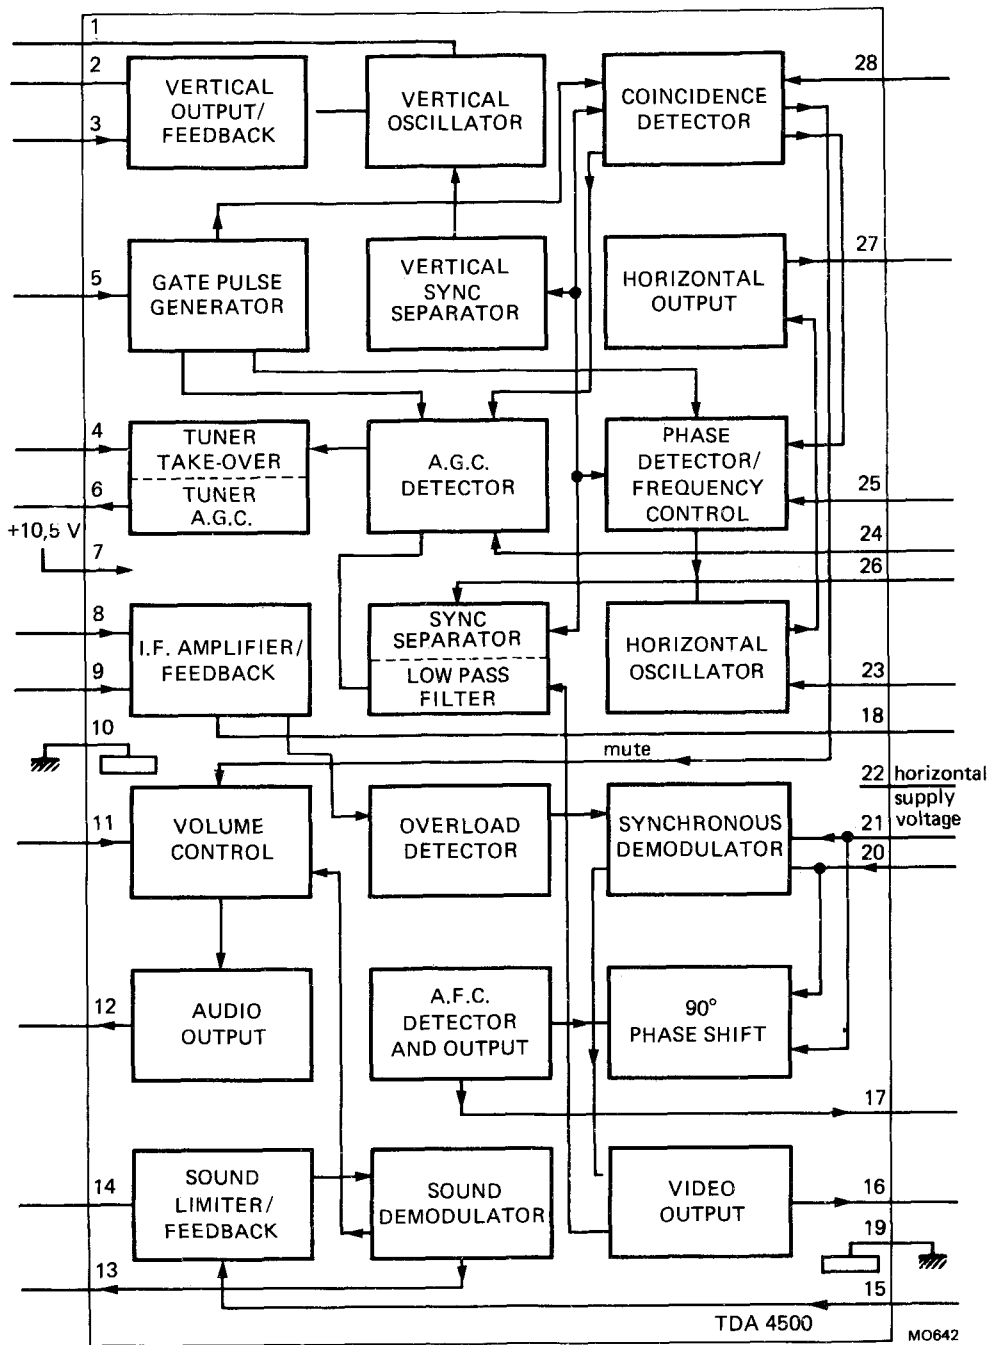 1
2
3
VERTICAL
OUTPUT/
FEEDBACK
VERTICAL
OSCILLATOR
COINCIDENCE
DETECTOR
28
5
GATE PULSE
GENERATOR
VERTICAL
SYNC
SEPARATOR
HORIZONTAL
OUTPUT
27
4
6
+10,5 V
7
TUNER
TAKE-OVER
TUNER
A.G.C.
A.G.C.
DETECTOR
PHASE
DETECTOR/
FREQUENCY
CONTROL
25
24
26
8
9
I.F. AMPLIFIER/
FEEDBACK
SYNC
SEPARATOR
LOW PASS
FILTER
HORIZONTAL
OSCILLATOR
23
18
10
mute
22 horizontal
supply
voltage
11
VOLUME
CONTROL
OVERLOAD
DETECTOR
SYNCHRONOUS
DEMODULATOR
21
20
12
AUDIO
OUTPUT
A.F.C.
DETECTOR
AND OUTPUT
90°
PHASE SHIFT
17
14
SOUND
LIMITER/
FEEDBACK
SOUND
DEMODULATOR
VIDEO
OUTPUT
16
19
13
15
TDA 4500
MO642